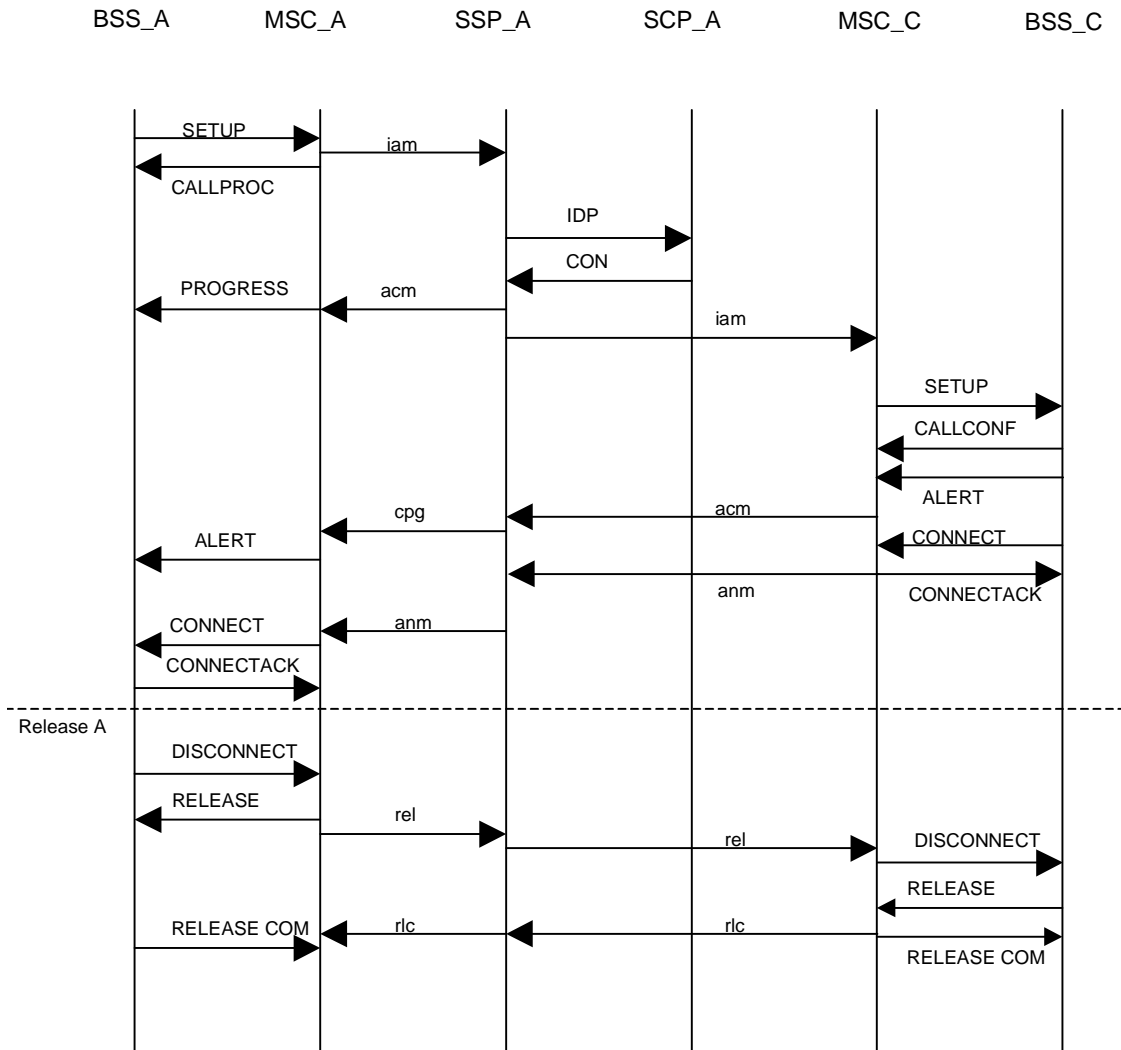 BSS_A MSC_A SSP_A SCP_A MSC_C BSS_C
SETUP
iam
CALLPROC
IDP
CON
PROGRESS acm
iam
SETUP
CALLCONF
ALERT
cpg acm
ALERT CONNECT
anm CONNECTACK
CONNECT anm
CONNECTACK
Release A
DISCONNECT
RELEASE
rel
rel DISCONNECT
RELEASE
RELEASE COM rlc rlc
RELEASE COM